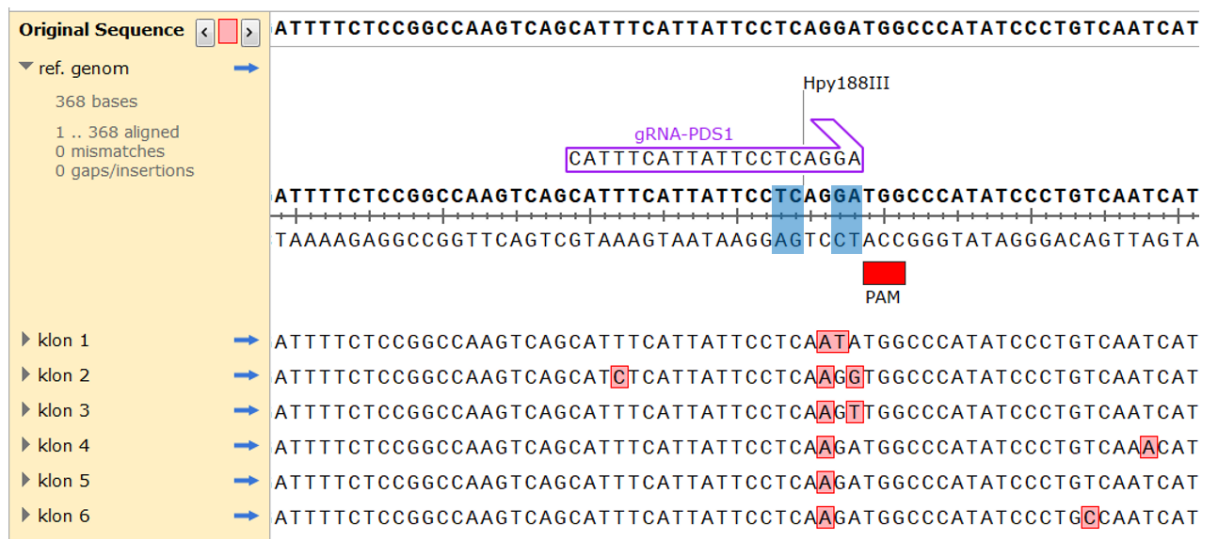 Original Sequence < > ATTTTCTCCGGCCAAGTCAGCATTTCATTATTCCTCAGGATGGCCCATATCCCTGTCAATCAT
ref. genom
368 bases
1 .. 368 aligned
0 mismatches
0 gaps/insertions
Hpy188III
gRNA-PDS1
CATTTCATTATTCCTCAGGA
ATTTTCTCCGGCCAAGTCAGCATTTCATTATTCCTCAGGATGGCCCATATCCCTGTCAATCAT
TAAAAGAGGCCGGTTCAGTCGTAAAGTAATAAGGAGTCCTACCGGGTATAGGGACAGTTAGTA
PAM
klon 1 ATTTTCTCCGGCCAAGTCAGCATTTCATTATTCCTCAATATGGCCCATATCCCTGTCAATCAT
klon 2 ATTTTCTCCGGCCAAGTCAGCATCTCATTATTCCTCAAGGTGGCCCATATCCCTGTCAATCAT
klon 3 ATTTTCTCCGGCCAAGTCAGCATTTCATTATTCCTCAAGTTGGCCCATATCCCTGTCAATCAT
klon 4 ATTTTCTCCGGCCAAGTCAGCATTTCATTATTCCTCAAGATGGCCCATATCCCTGTCAAACAT
klon 5 ATTTTCTCCGGCCAAGTCAGCATTTCATTATTCCTCAAGATGGCCCATATCCCTGTCAATCAT
klon 6 ATTTTCTCCGGCCAAGTCAGCATTTCATTATTCCTCAAGATGGCCCATATCCCTGCCAATCAT